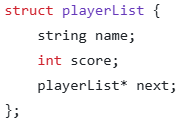 struct playerList {
    string name;
    int score;
    playerList* next;
};